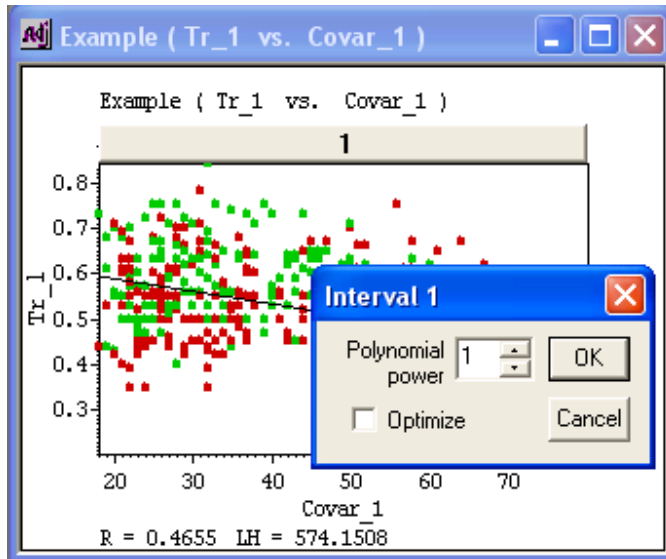 Adj Example ( Tr_1 vs. Covar_1 )
Example ( Tr_1 vs. Covar_1 )
1
0.8
0.7
0.6
0.5
0.4
0.3
Tr_1
Interval 1
Polynomial
power
1
OK
Optimize
Cancel
20 30 40 50 60 70
Covar_1
R = 0.4655 LH = 574.1508